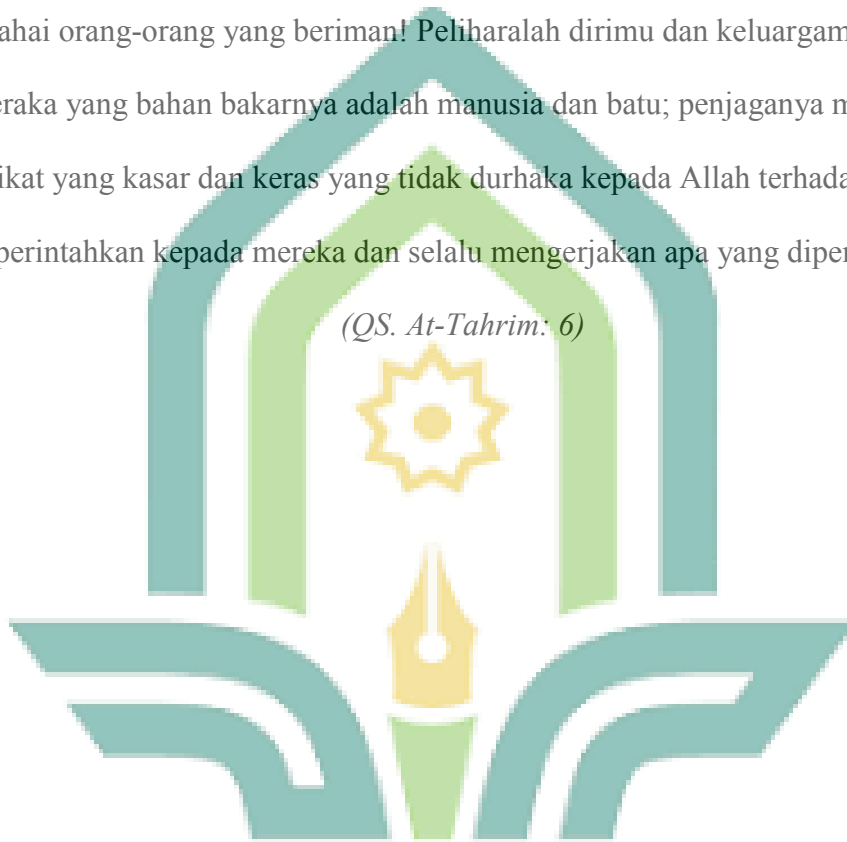 ahai orang-orang yang beriman! Peliharalah dirimu dan keluargam
eraka yang bahan bakarnya adalah manusia dan batu; penjaganya m
ikat yang kasar dan keras yang tidak durhaka kepada Allah terhada
perintahkan kepada mereka dan selalu mengerjakan apa yang diper
(QS. At-Tahrim: 6)